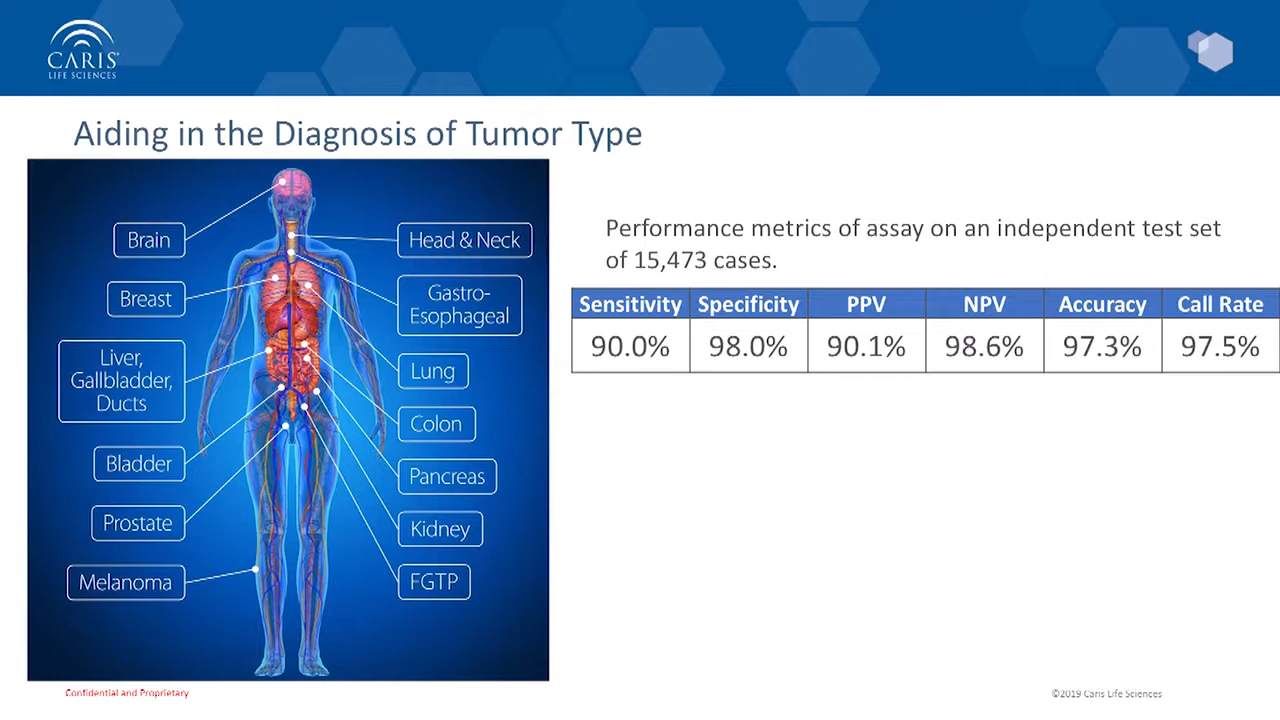 CARIS
LIFE SCIENCES
Aiding in the Diagnosis of Tumor Type
Brain
Breast
Liver,
Gallbladder,
Ducts
Bladder
Prostate
Melanoma
Head & Neck
Gastro-
Esophageal
Lung
Colon
Pancreas
Kidney
FGTP
Performance metrics of assay on an independent test set
of 15,473 cases.
Sensitivity Specificity PPV NPV Accuracy Call Rate
90.0% 98.0% 90.1% 98.6% 97.3% 97.5%
Confidential and Proprietary
©2019 Caris Life Sciences